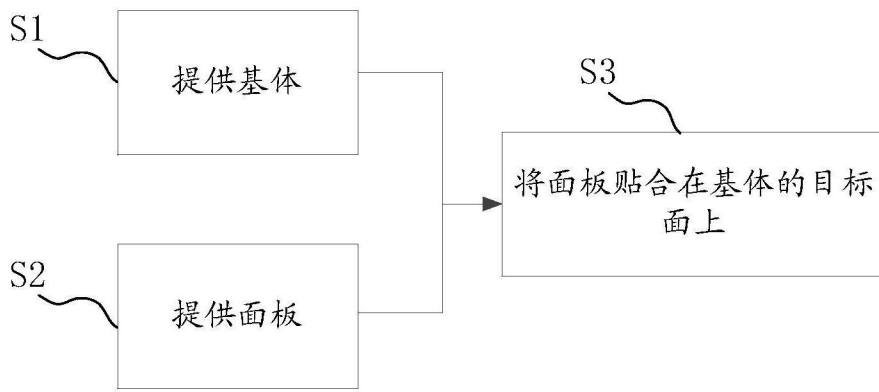 S1
提供基体
S3
将面板贴合在基体的目标
面上
S2
提供面板